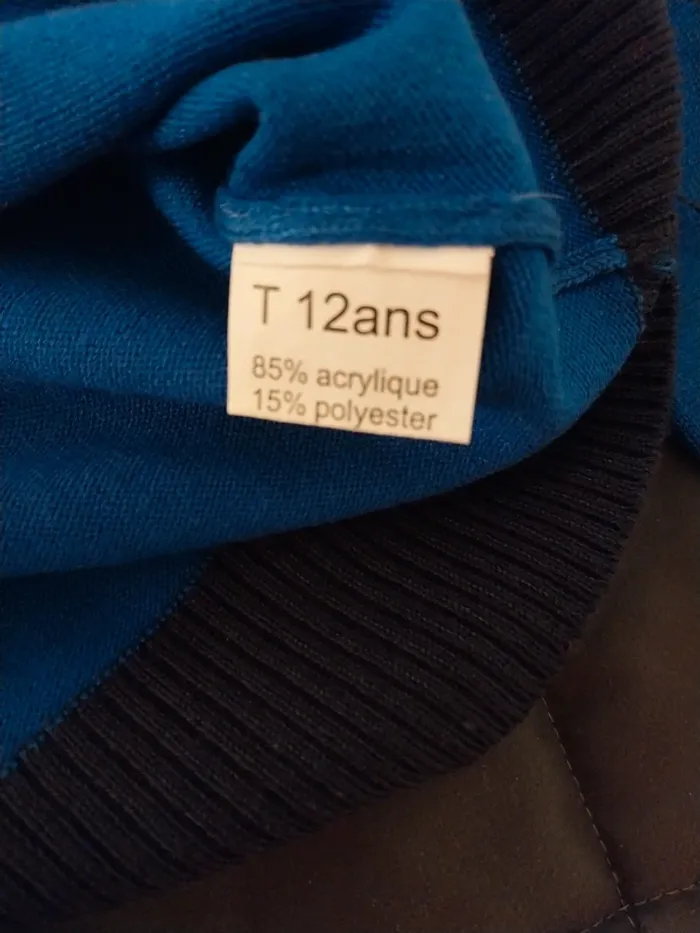 T 12ans
85% acrylique
15% polyester